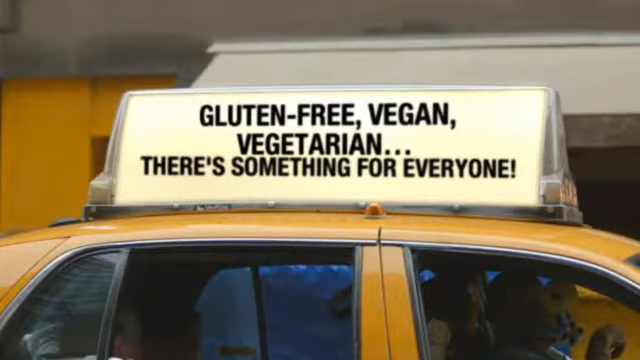 GLUTEN-FREE, VEGAN,
VEGETARIAN...
THERE'S SOMETHING FOR EVERYONE!